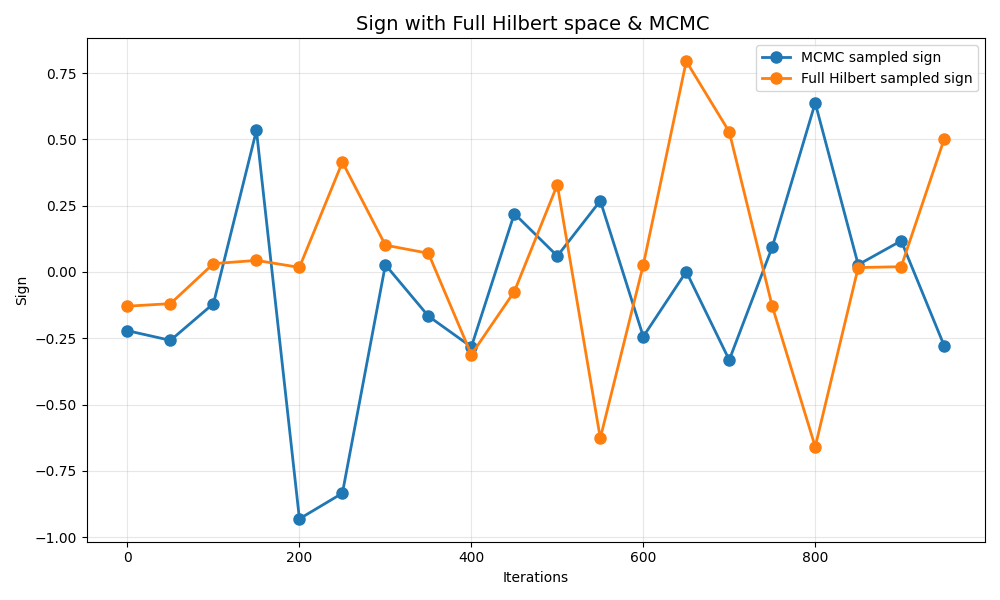 Sign with Full Hilbert space & MCMC
MCMC sampled sign
Full Hilbert sampled sign
0.75
0.50
0.25
0.00
−0.25
−0.50
−0.75
−1.00
Sign
0 200 400 600 800
Iterations